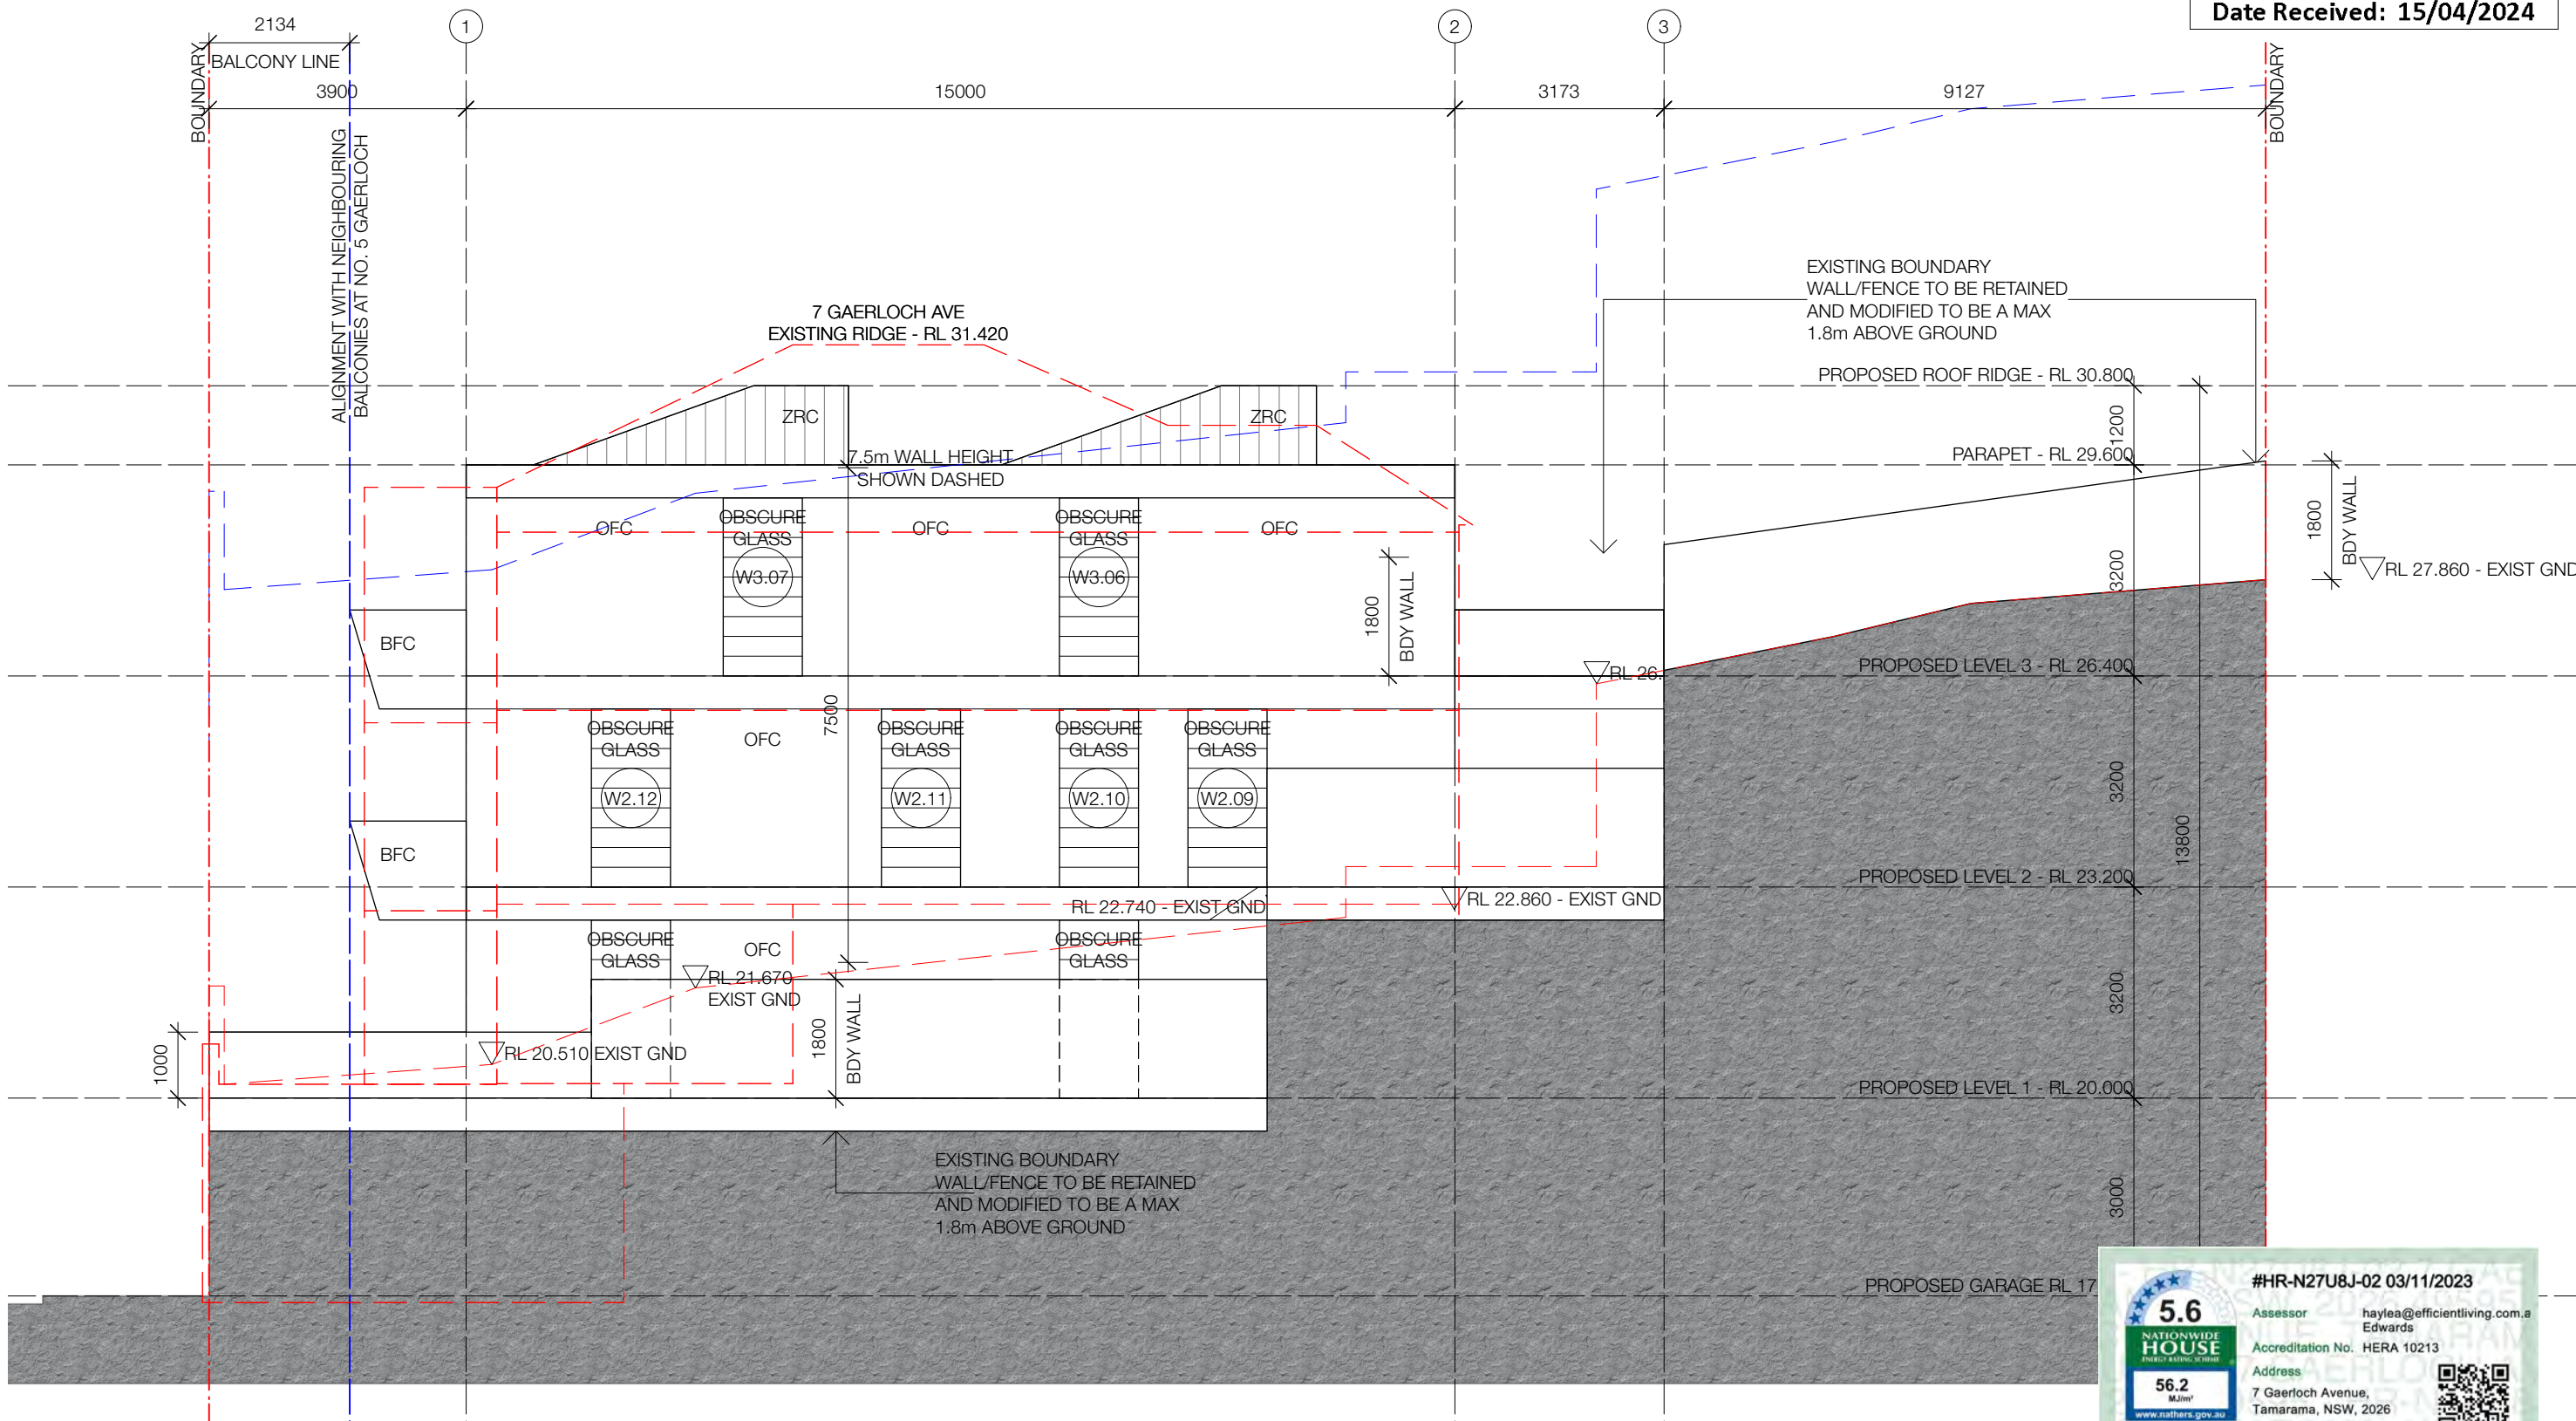 Date Received: 15/04/2024
2134
1
2
3
BOUNDARY
BALCONY LINE
BOUNDARY
3900
15000
3173
9127
ALIGNMENT WITH NEIGHBOURING
BALCONIES AT NO. 5 GAERLOCH
7 GAERLOCH AVE
EXISTING RIDGE - RL 31.420
EXISTING BOUNDARY
WALL/FENCE TO BE RETAINED
AND MODIFIED TO BE A MAX
1.8m ABOVE GROUND
PROPOSED ROOF RIDGE - RL 30.800
ZRC
ZRC
1200
7.5m WALL HEIGHT
SHOWN DASHED
PARAPET - RL 29.600
OFC
OBSCURE
GLASS
OFC
OBSCURE
GLASS
OFC
1800
BDY WALL
W3.07
W3.06
3200
RL 27.860 - EXIST GND
1800
BDY WALL
BFC
RL 26.
PROPOSED LEVEL 3 - RL 26.400
7500
OBSCURE
GLASS
OFC
OBSCURE
GLASS
OBSCURE
GLASS
OBSCURE
GLASS
W2.12
W2.11
W2.10
W2.09
3200
13800
BFC
PROPOSED LEVEL 2 - RL 23.200
RL 22.740 - EXIST GND
RL 22.860 - EXIST GND
OBSCURE
GLASS
OFC
OBSCURE
GLASS
RL 21.670
EXIST GND
3200
1800
BDY WALL
1000
RL 20.510 EXIST GND
PROPOSED LEVEL 1 - RL 20.000
EXISTING BOUNDARY
WALL/FENCE TO BE RETAINED
AND MODIFIED TO BE A MAX
1.8m ABOVE GROUND
3000
PROPOSED GARAGE RL 17
#HR-N27U8J-02 03/11/2023
5.6
NATIONWIDE
HOUSE
ENERGY RATING SCHEME
56.2
MJ/m²
www.nathers.gov.au
Assessor haylea@efficientliving.com.a
Edwards
Accreditation No. HERA 10213
Address
7 Gaerloch Avenue,
Tamarama, NSW, 2026